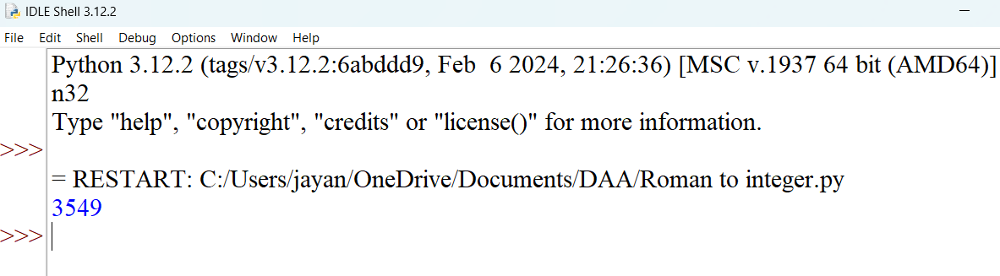 IDLE Shell 3.12.2
File Edit Shell Debug Options Window Help
Python 3.12.2 (tags/v3.12.2:6abddd9, Feb  6 2024, 21:26:36) [MSC v.1937 64 bit (AMD64)]
n32
Type "help", "copyright", "credits" or "license()" for more information.
>>>
= RESTART: C:/Users/jayan/OneDrive/Documents/DAA/Roman to integer.py
3549
>>>